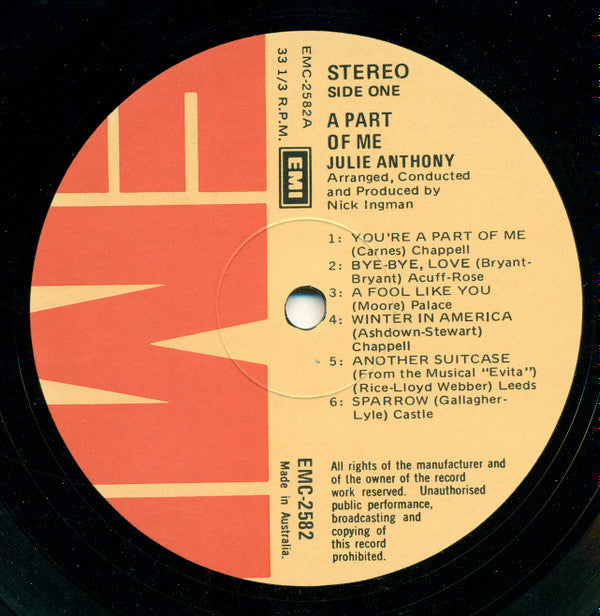 STEREO
SIDE ONE
A PART
OF ME
JULIE ANTHONY
Arranged, Conducted
and Produced by
Nick Ingman
EMC-2582A
33 1/3 R.P.M.
EMI
1: YOU'RE A PART OF ME
(Carnes) Chappell
2: BYE-BYE, LOVE (Bryant-
Bryant) Acuff-Rose
3: A FOOL LIKE YOU
(Moore) Palace
4: WINTER IN AMERICA
(Ashdown-Stewart)
Chappell
5: ANOTHER SUITCASE
(From the Musical "Evita")
(Rice-Lloyd Webber) Leeds
6: SPARROW (Gallagher-
Lyle) Castle
EMC-2582
Made in Australia.
All rights of the manufacturer and
of the owner of the record
work reserved. Unauthorised
public performance,
broadcasting and
copying of
this record
prohibited.
EMI